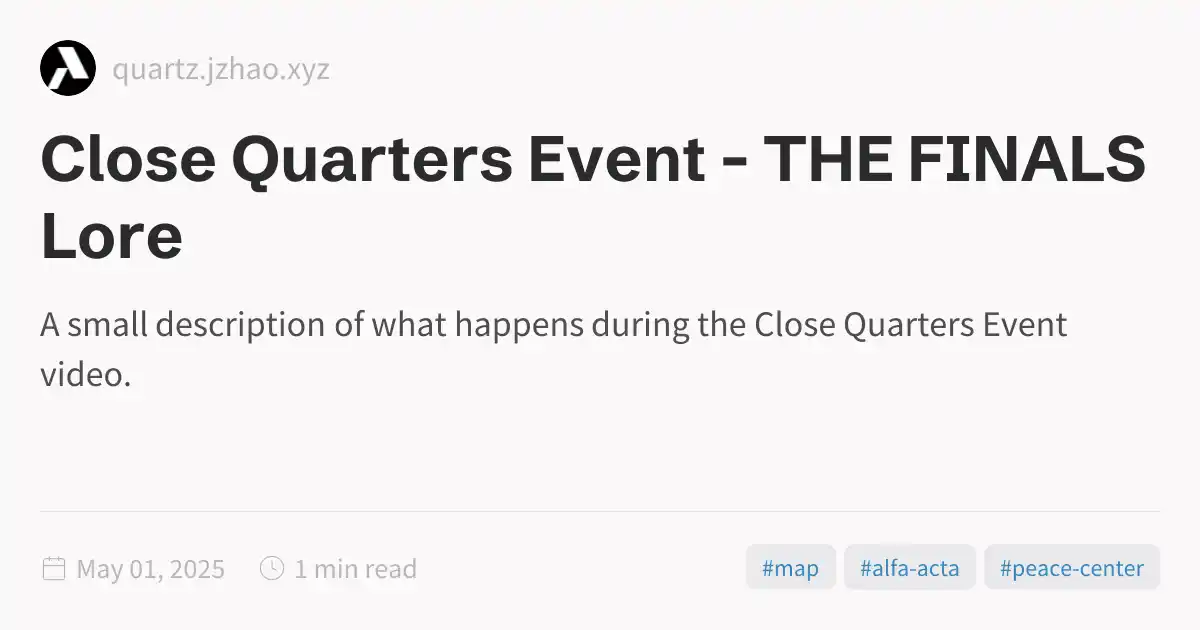 quartz.jzhao.xyz
Close Quarters Event – THE FINALS
Lore
A small description of what happens during the Close Quarters Event
video.
May 01, 2025
1 min read
#map
#alfa-acta
#peace-center